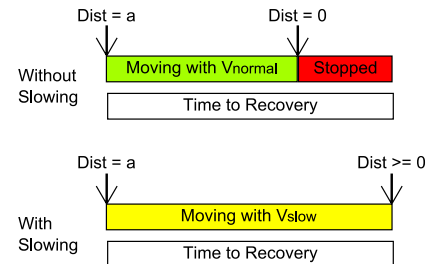 Dist = a Dist = 0
Without Slowing
Moving with Vnormal Stopped
Time to Recovery
Dist = a Dist >= 0
With Slowing
Moving with Vslow
Time to Recovery